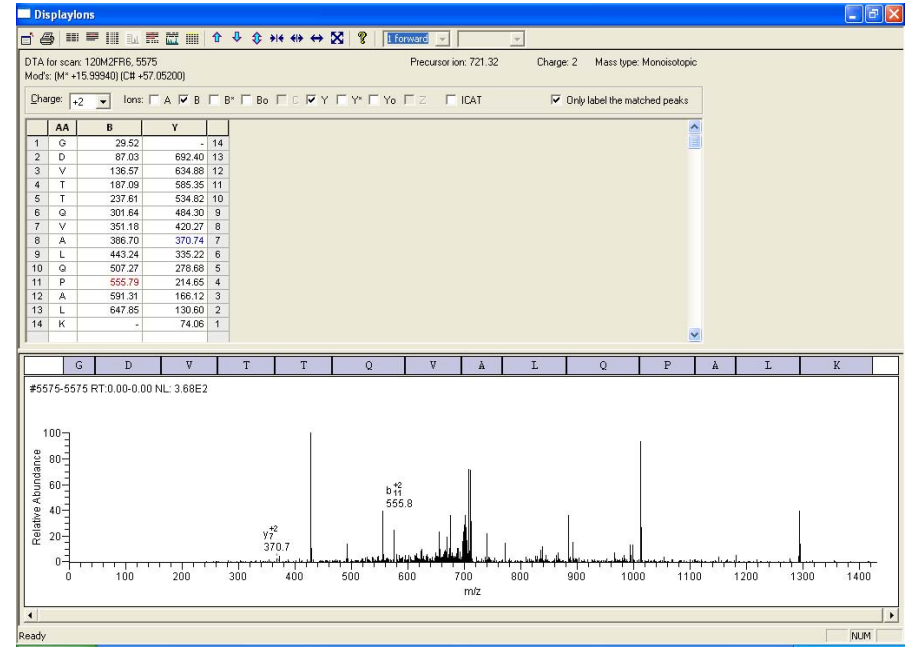 DisplayIons
1 forward
DTA for scan: 120M2FR6, 5575 Precursor ion: 721.32 Charge: 2 Mass type: Monoisotopic
Mod's: (M* +15.99940) (C# +57.05200)
Charge: +2 Ions: A B B* Bo C Y Y* Yo Z ICAT Only label the matched peaks
AA B Y
1 G 29.52 - 14
2 D 87.03 692.40 13
3 V 136.57 634.88 12
4 T 187.09 585.35 11
5 T 237.61 534.82 10
6 Q 301.64 484.30 9
7 V 351.18 420.27 8
8 A 386.70 370.74 7
9 L 443.24 335.22 6
10 Q 507.27 278.68 5
11 P 555.79 214.65 4
12 A 591.31 166.12 3
13 L 647.85 130.60 2
14 K - 74.06 1
G D V T T Q V A L Q P A L K
#5575-5575 RT:0.00-0.00 NL: 3.68E2
Relative Abundance
100
80
60
40
20
0
b11+2
555.8
y7+2
370.7
0 100 200 300 400 500 600 700 800 900 1000 1100 1200 1300 1400
m/z
Ready NUM